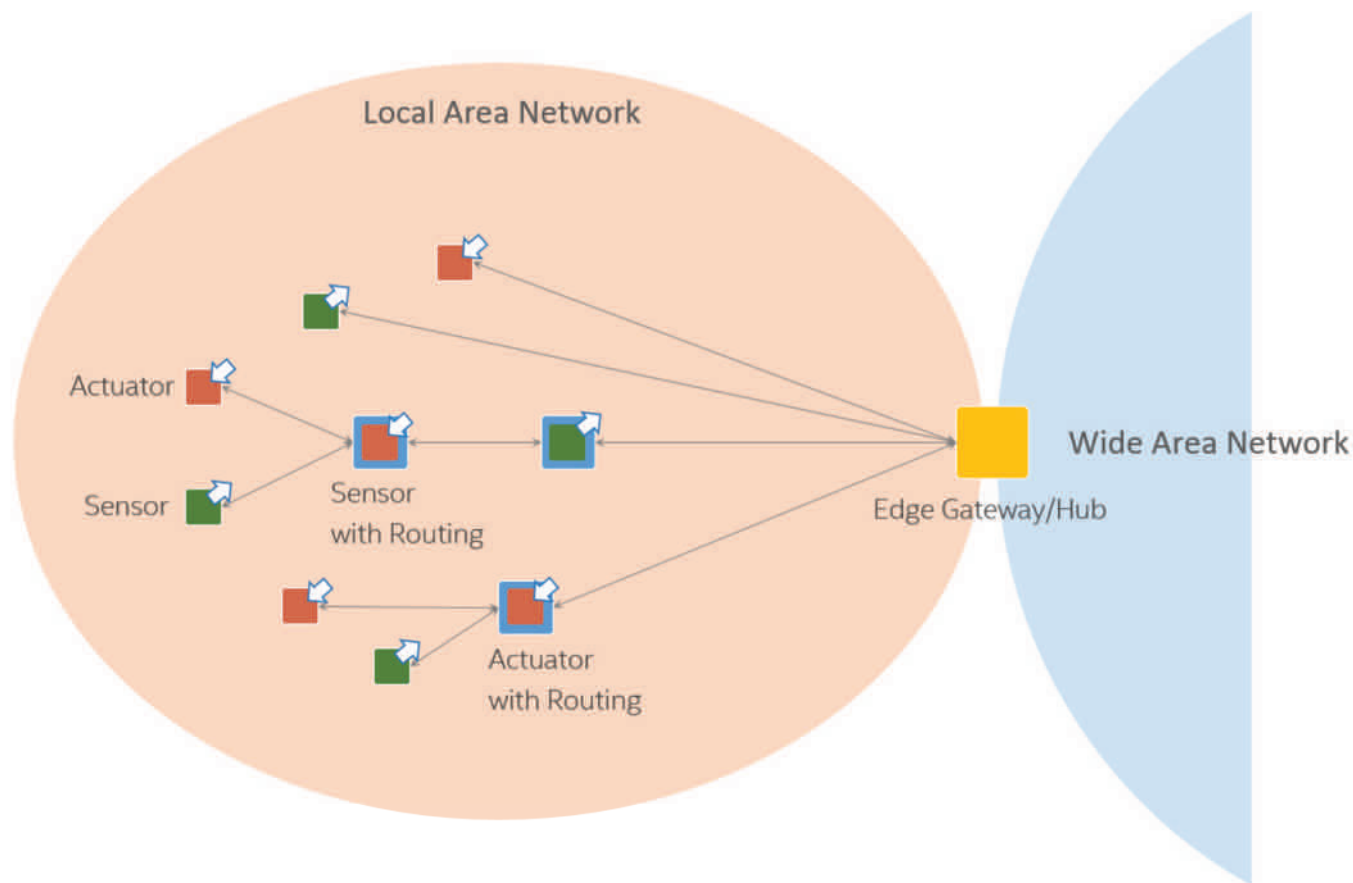 Local Area Network
Actuator
Sensor
Sensor
with Routing
Wide Area Network
Edge Gateway/Hub
Actuator
with Routing